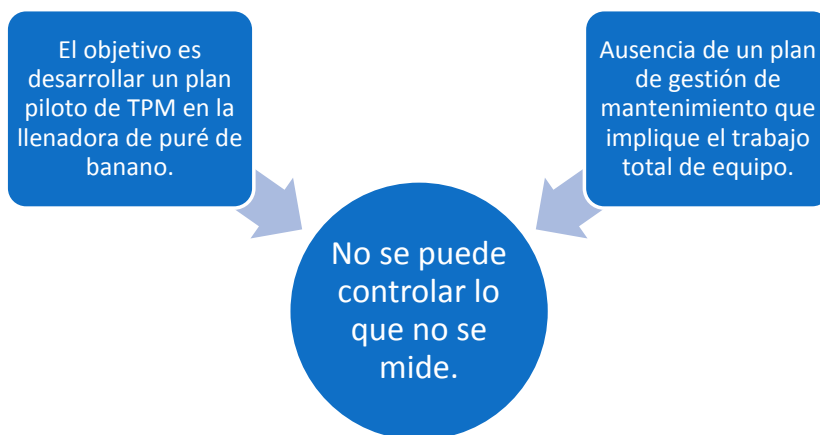 El objetivo es
desarrollar un plan
piloto de TPM en la
llenadora de puré de
banano.
Ausencia de un plan
de gestión de
mantenimiento que
implique el trabajo
total de equipo.
No se puede
controlar lo
que no se
mide.